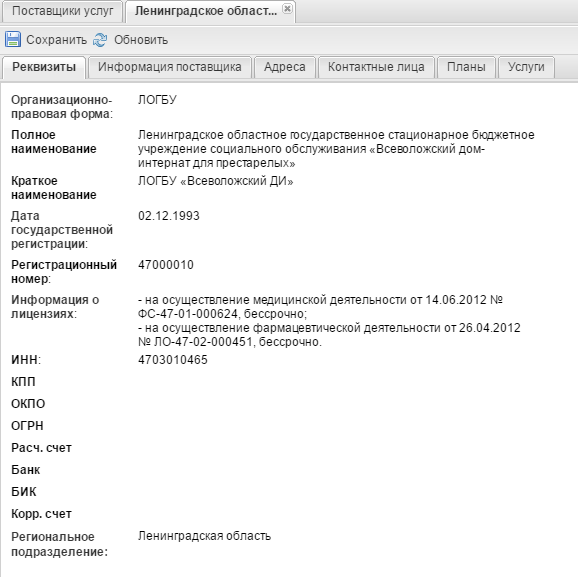 Поставщики услуг Ленинградское област...
Сохранить Обновить
Реквизиты Информация поставщика Адреса Контактные лица Планы Услуги
Организационно- ЛОГБУ
правовая форма:
Полное Ленинградское областное государственное стационарное бюджетное
наименование учреждение социального обслуживания «Всеволожский дом-
интернат для престарелых»
Краткое ЛОГБУ «Всеволожский ДИ»
наименование
Дата 02.12.1993
государственной
регистрации:
Регистрационный 47000010
номер:
Информация о - на осуществление медицинской деятельности от 14.06.2012 №
лицензиях: ФС-47-01-000624, бессрочно;
- на осуществление фармацевтической деятельности от 26.04.2012
№ ЛО-47-02-000451, бессрочно.
ИНН: 4703010465
КПП
ОКПО
ОГРН
Расч. счет
Банк
БИК
Корр. счет
Региональное Ленинградская область
подразделение: